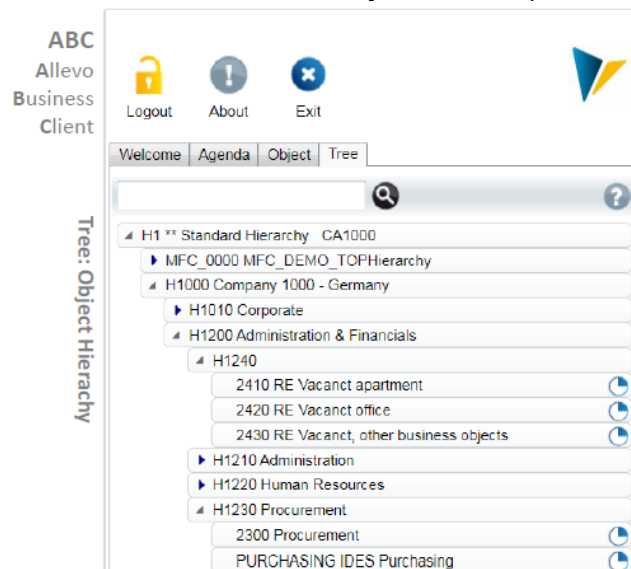 ABC
Allevo
Business
Client
Logout About Exit
Welcome Agenda Object Tree
Tree: Object Hierachy
H1 ** Standard Hierarchy CA1000
MFC_0000 MFC_DEMO_TOPHierarchy
H1000 Company 1000 - Germany
H1010 Corporate
H1200 Administration & Financials
H1240
2410 RE Vacanct apartment
2420 RE Vacanct office
2430 RE Vacanct, other business objects
H1210 Administration
H1220 Human Resources
H1230 Procurement
2300 Procurement
PURCHASING IDES Purchasing